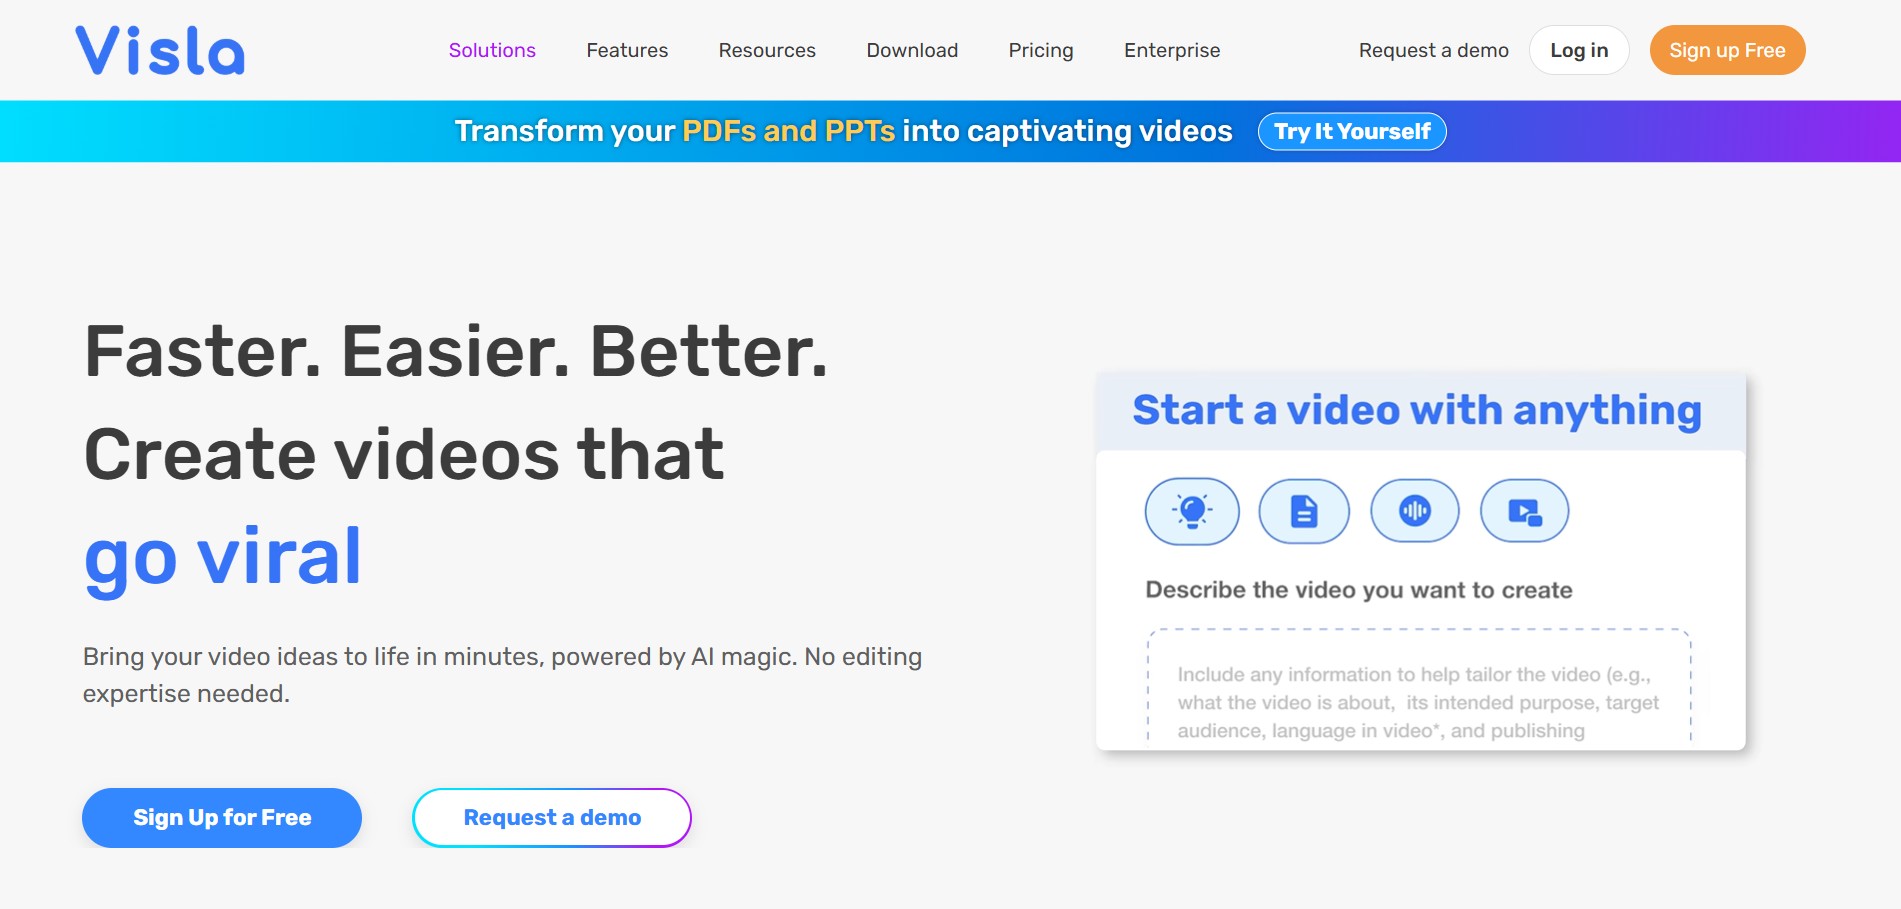 Visla
Solutions Features Resources Download Pricing Enterprise Request a demo Log in Sign up Free
Transform your PDFs and PPTs into captivating videos Try It Yourself
Faster. Easier. Better.
Create videos that
go viral
Bring your video ideas to life in minutes, powered by AI magic. No editing
expertise needed.
Sign Up for Free Request a demo
Start a video with anything
Describe the video you want to create
Include any information to help tailor the video (e.g.,
what the video is about, its intended purpose, target
audience, language in video*, and publishing